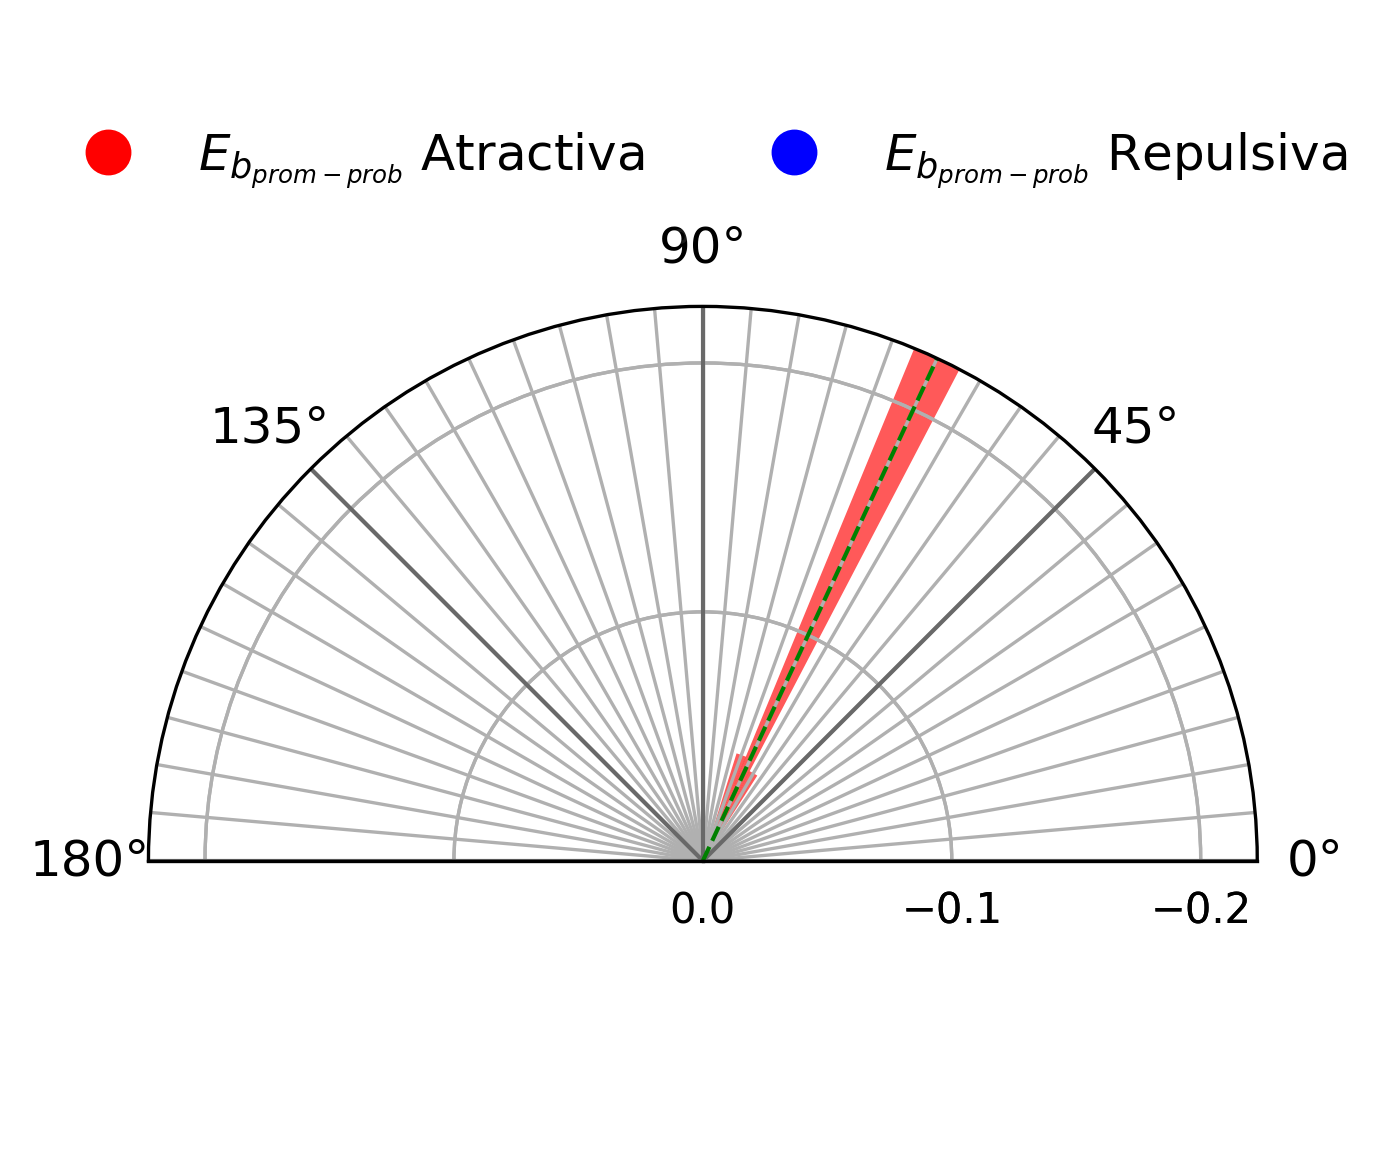 E_{b_{prom-prob}} Atractiva E_{b_{prom-prob}} Repulsiva
90°
135° 45°
180° 0°
0.0 −0.1 −0.2